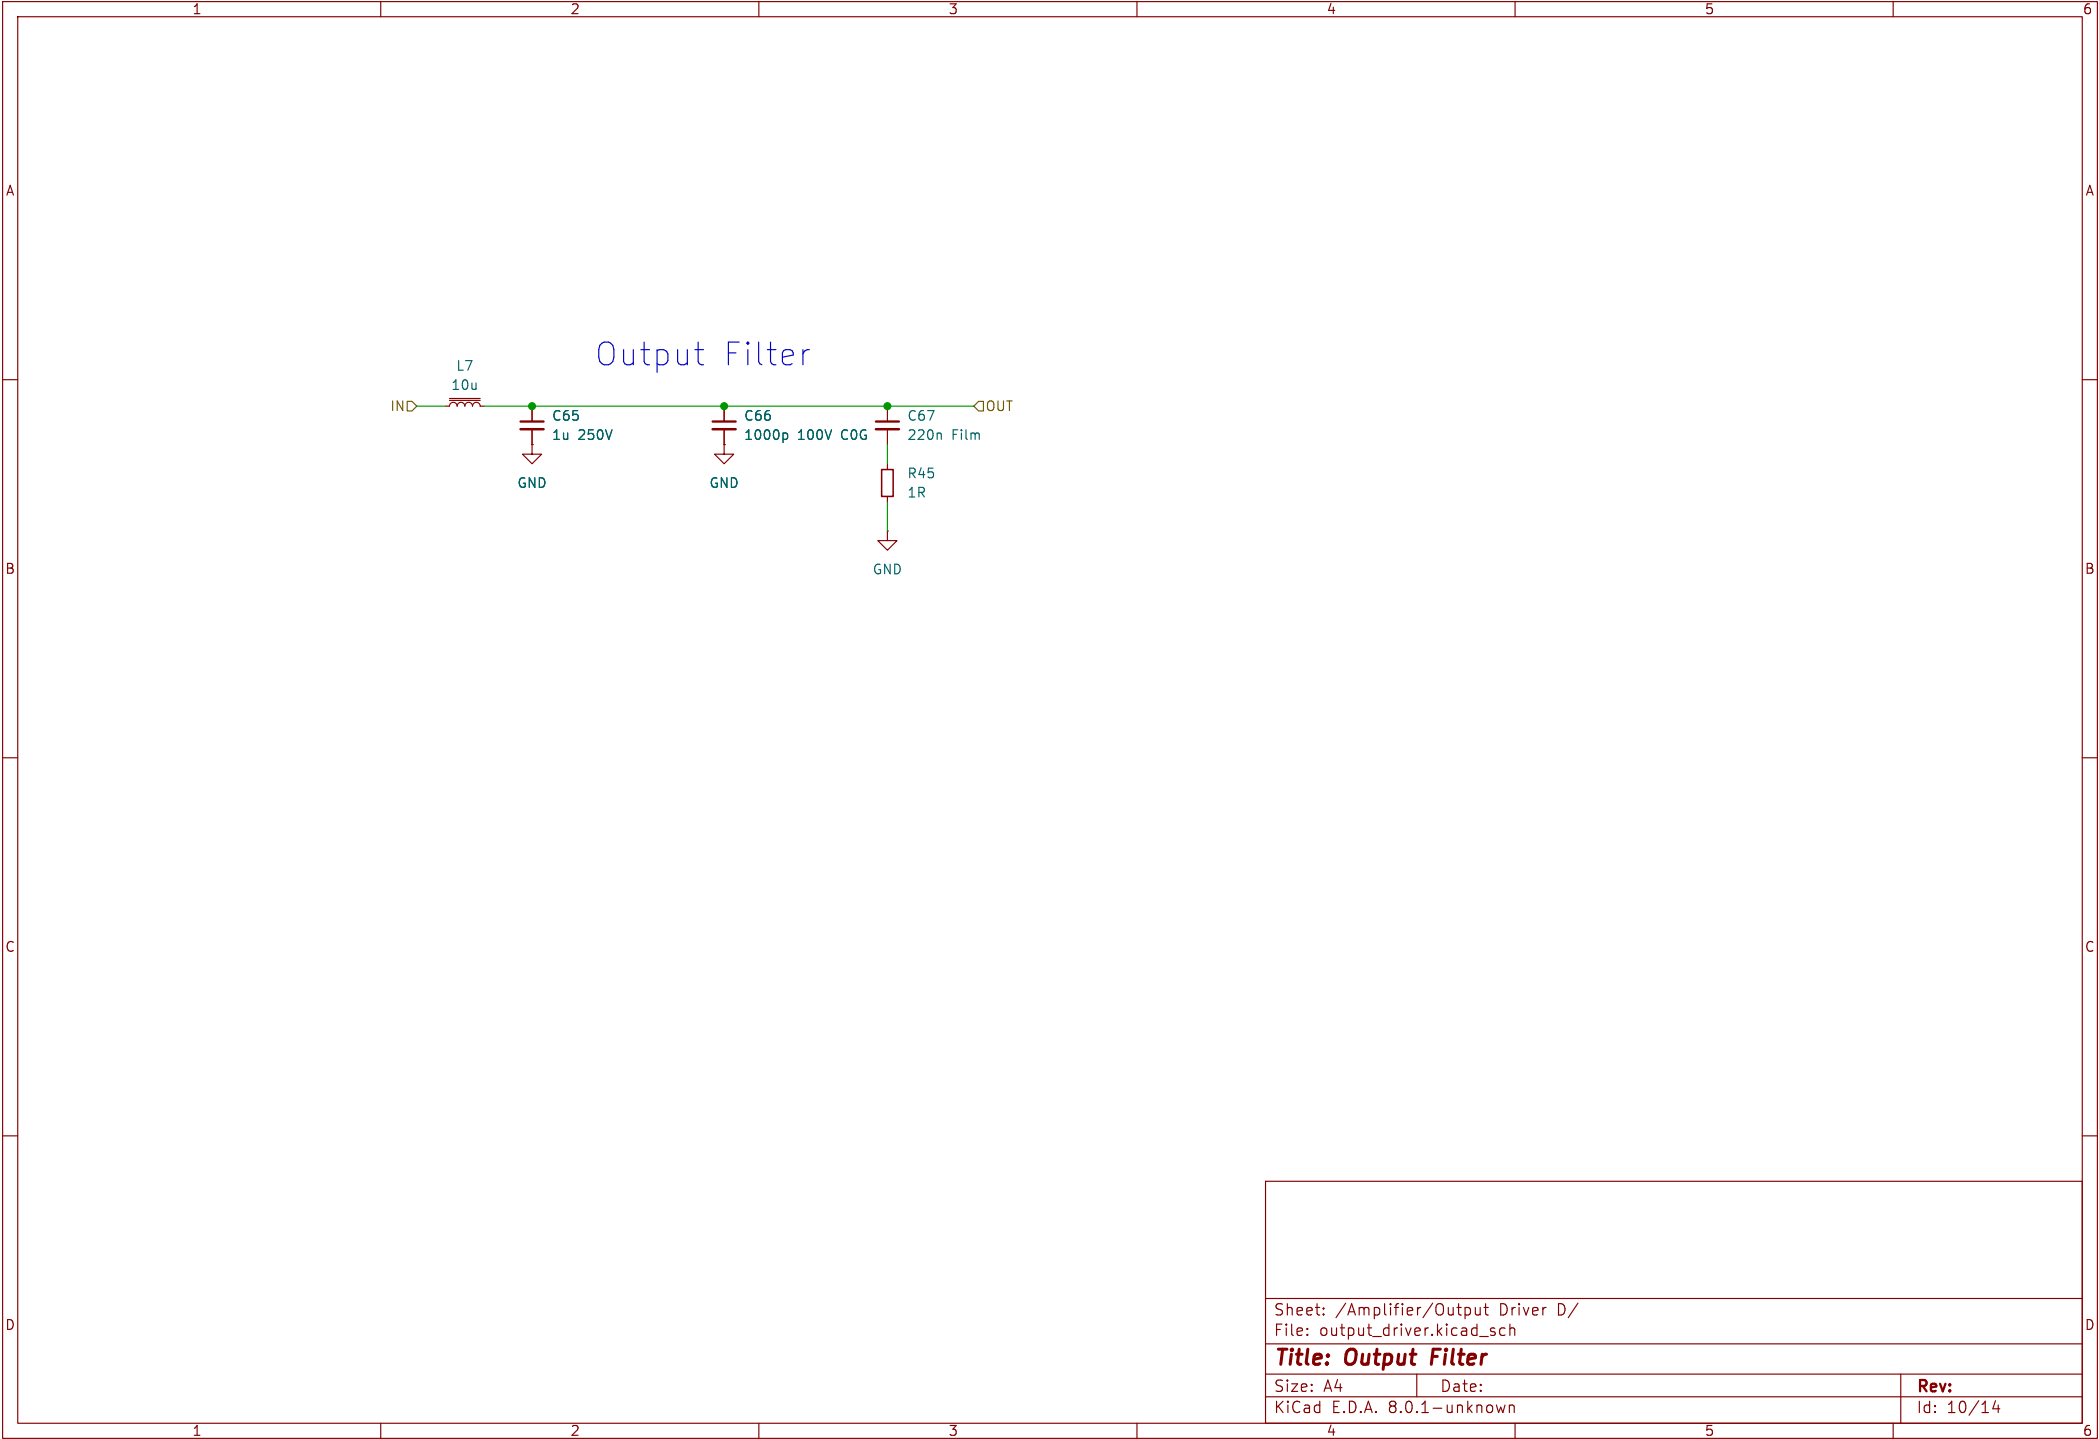 1 2 3 4 5 6
A A
Output Filter
L7
10u
IN
OUT
C65
1u 250V
C66
1000p 100V C0G
C67
220n Film
R45
1R
GND
GND
GND
B B
C C
D D
Sheet: /Amplifier/Output Driver D/
File: output_driver.kicad_sch
Title: Output Filter
Size: A4
Date:
Rev:
KiCad E.D.A. 8.0.1-unknown
Id: 10/14
1 2 3 4 5 6